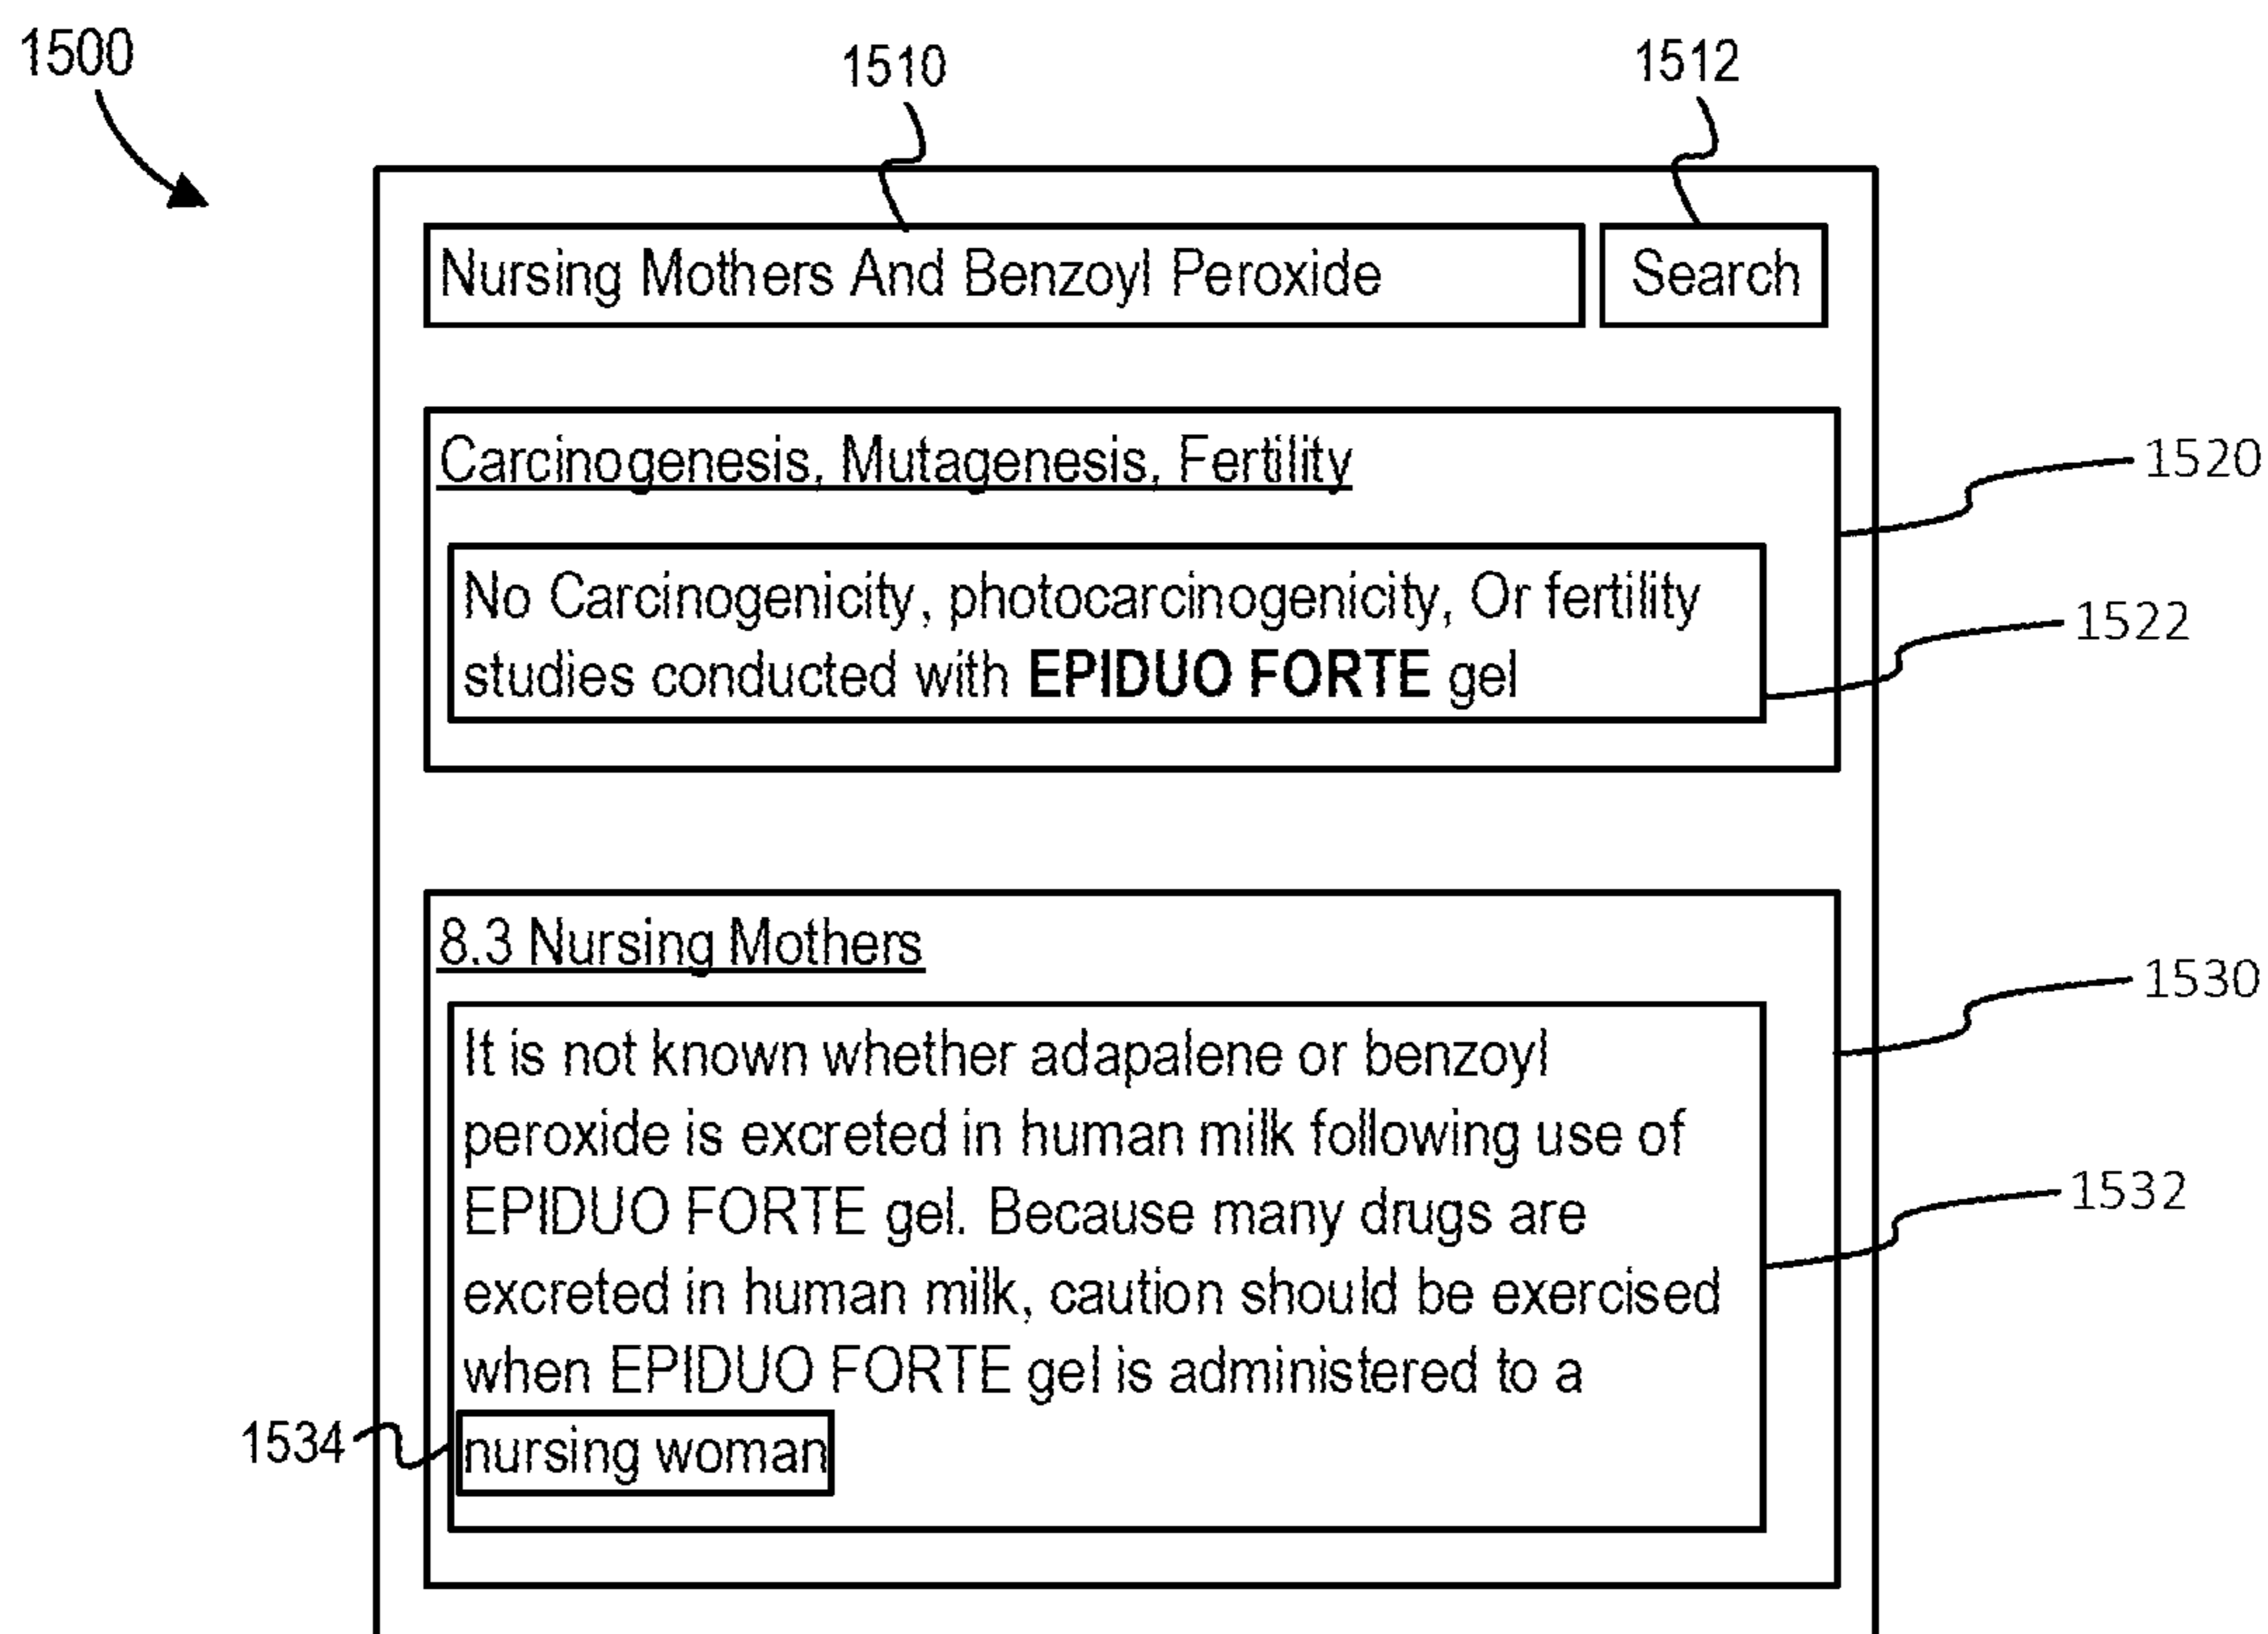 1500
1510
1512
Nursing Mothers And Benzoyl Peroxide
Search
Carcinogenesis, Mutagenesis, Fertility
1520
No Carcinogenicity, photocarcinogenicity, Or fertility
1522
studies conducted with EPIDUO FORTE gel
8.3 Nursing Mothers
1530
It is not known whether adapalene or benzoyl
peroxide is excreted in human milk following use of
1532
EPIDUO FORTE gel. Because many drugs are
excreted in human milk, caution should be exercised
when EPIDUO FORTE gel is administered to a
1534
nursing woman